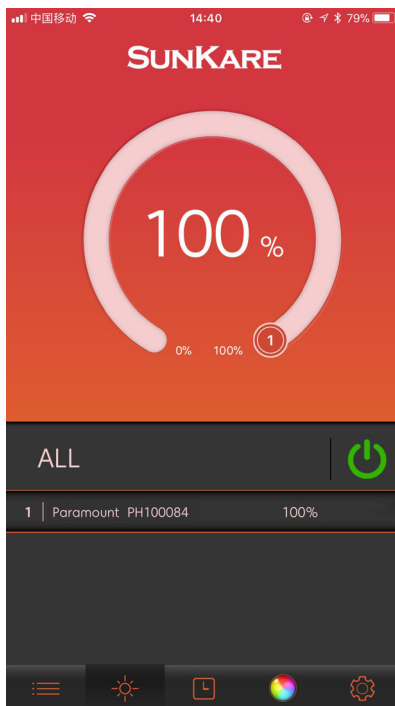 中国移动 14:40 79%
SUNKARE
100 %
0% 100% 1
ALL
1 Paramount PH100084 100%